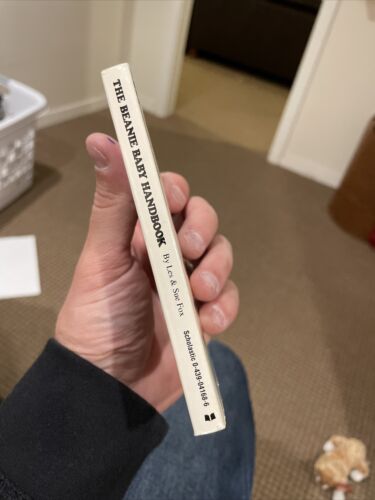 THE BEANIE BABY HANDBOOK By Les & Sue Fox Scholastic 0-439-04168-6